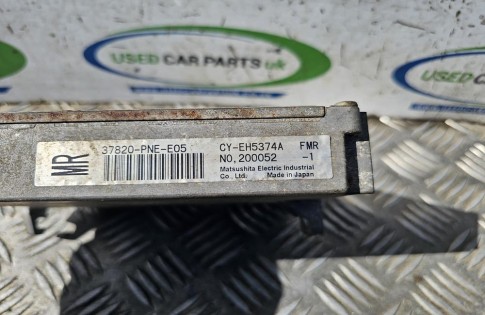 USED CAR PARTS uk
USED CAR
MR
37820-PNE-E05
CY-EH5374A FMR
NO,200052 -1
Matsushita Electric Industrial
Co., Ltd. Made in Japan